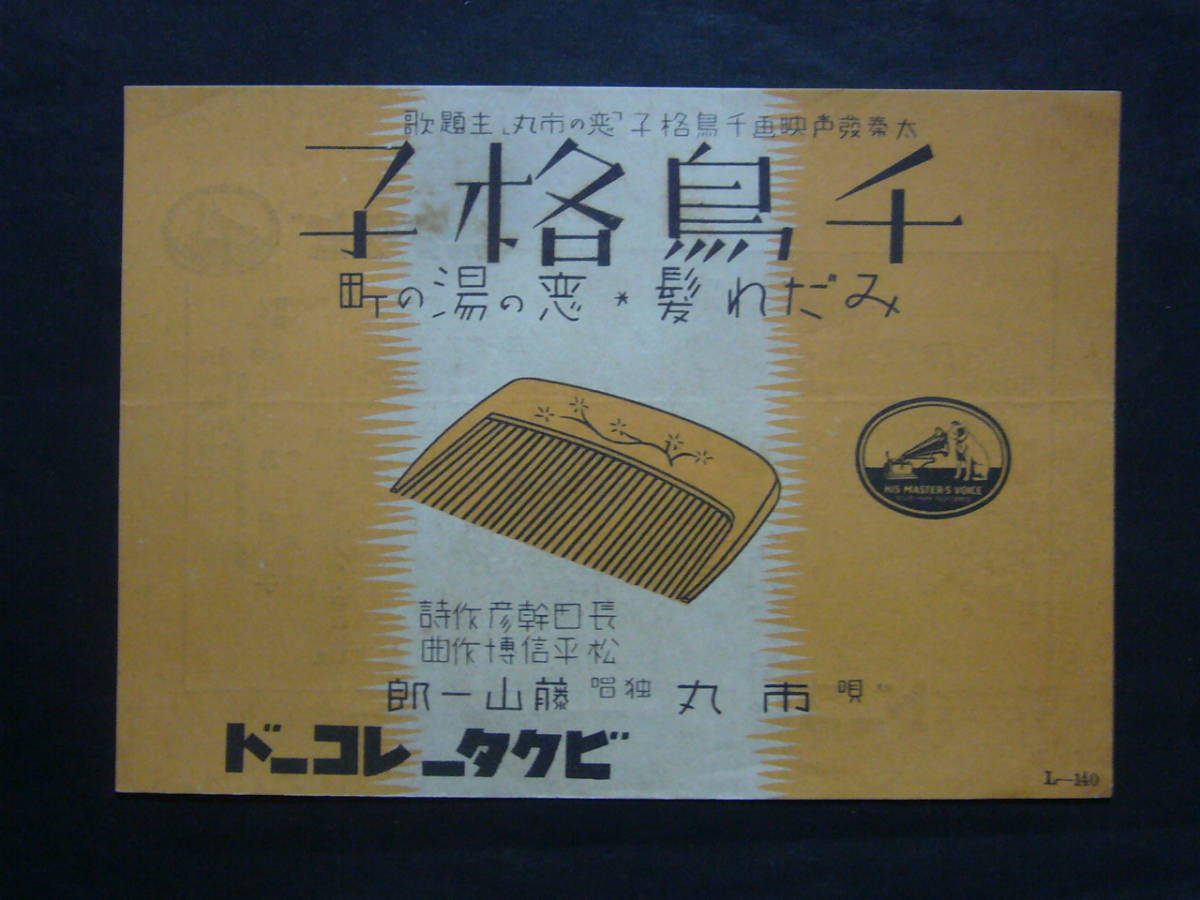 太秦發声映画千鳥格子「恋の市丸」主題歌
千鳥格子
みだれ髪 * 恋の湯の町
HIS MASTER'S VOICE
長田幹彦作詩
松平信博作曲
唄 市丸 独唱 藤山一郎
ビクターレコード
L-140